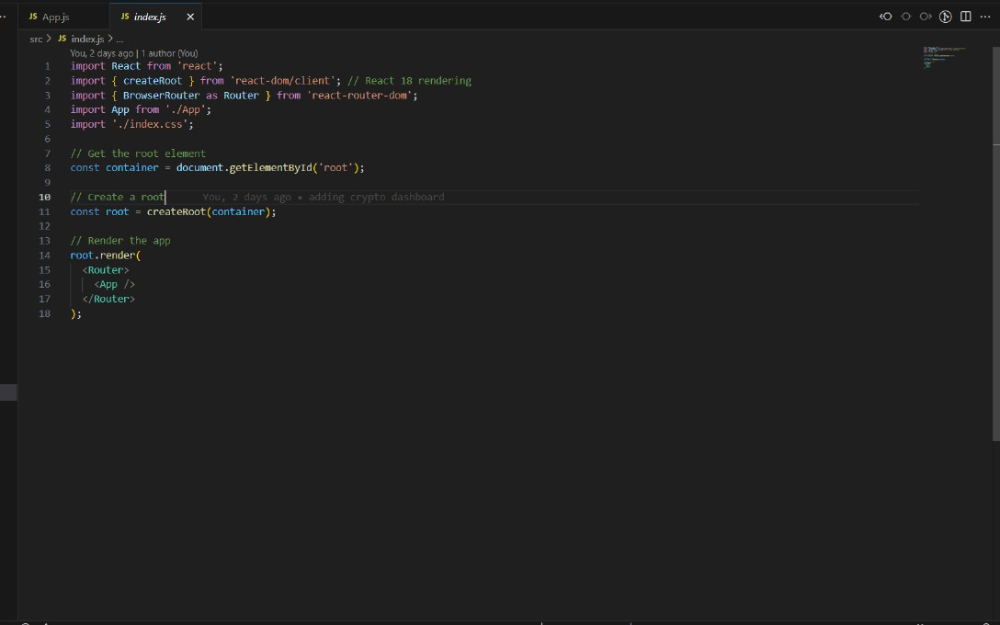 JS App.js JS index.js
src > JS index.js > ...
You, 2 days ago | 1 author (You)
1 import React from 'react';
2 import { createRoot } from 'react-dom/client'; // React 18 rendering
3 import { BrowserRouter as Router } from 'react-router-dom';
4 import App from './App';
5 import './index.css';
6
7 // Get the root element
8 const container = document.getElementById('root');
9
10 // Create a root You, 2 days ago • adding crypto dashboard
11 const root = createRoot(container);
12
13 // Render the app
14 root.render(
15 <Router>
16 <App />
17 </Router>
18 );